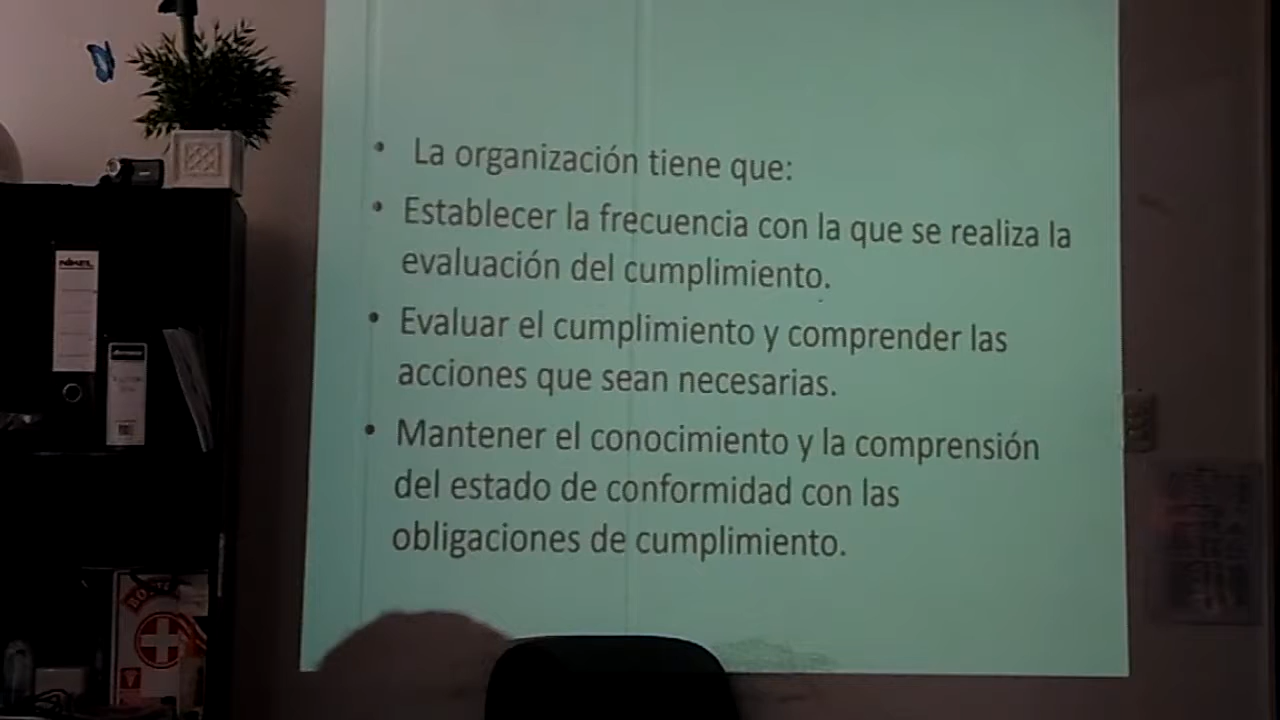 • La organización tiene que:
• Establecer la frecuencia con la que se realiza la
evaluación del cumplimiento.
• Evaluar el cumplimiento y comprender las
acciones que sean necesarias.
• Mantener el conocimiento y la comprensión
del estado de conformidad con las
obligaciones de cumplimiento.